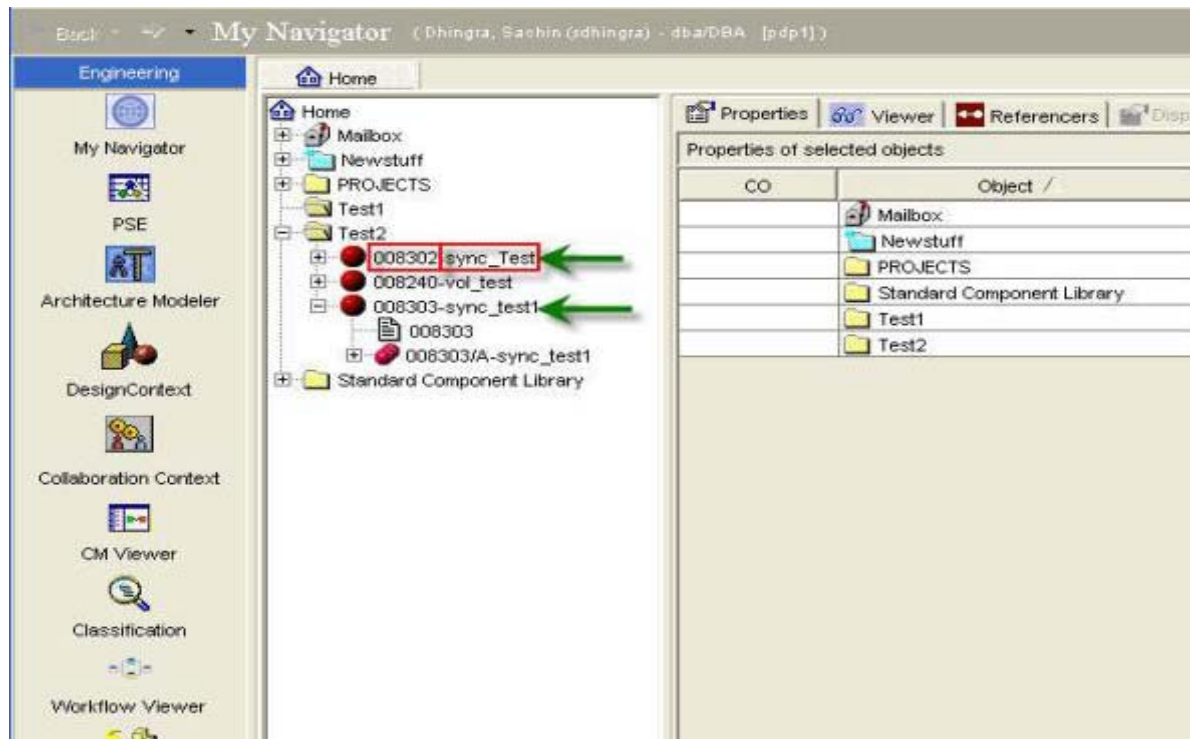 Back
My Navigator ( Dhingra, Sachin (sdhingra) - dba/DBA [pdp1] )
Engineering
My Navigator
PSE
Architecture Modeler
DesignContext
Collaboration Context
CM Viewer
Classification
Workflow Viewer
Home
Home
Mailbox
Newstuff
PROJECTS
Test1
Test2
008302-sync_Test
008240-vol_test
008303-sync_test1
008303
008303/A-sync_test1
Standard Component Library
Properties
Viewer
Referencers
Disp
Properties of selected objects
CO
Object /
Mailbox
Newstuff
PROJECTS
Standard Component Library
Test1
Test2